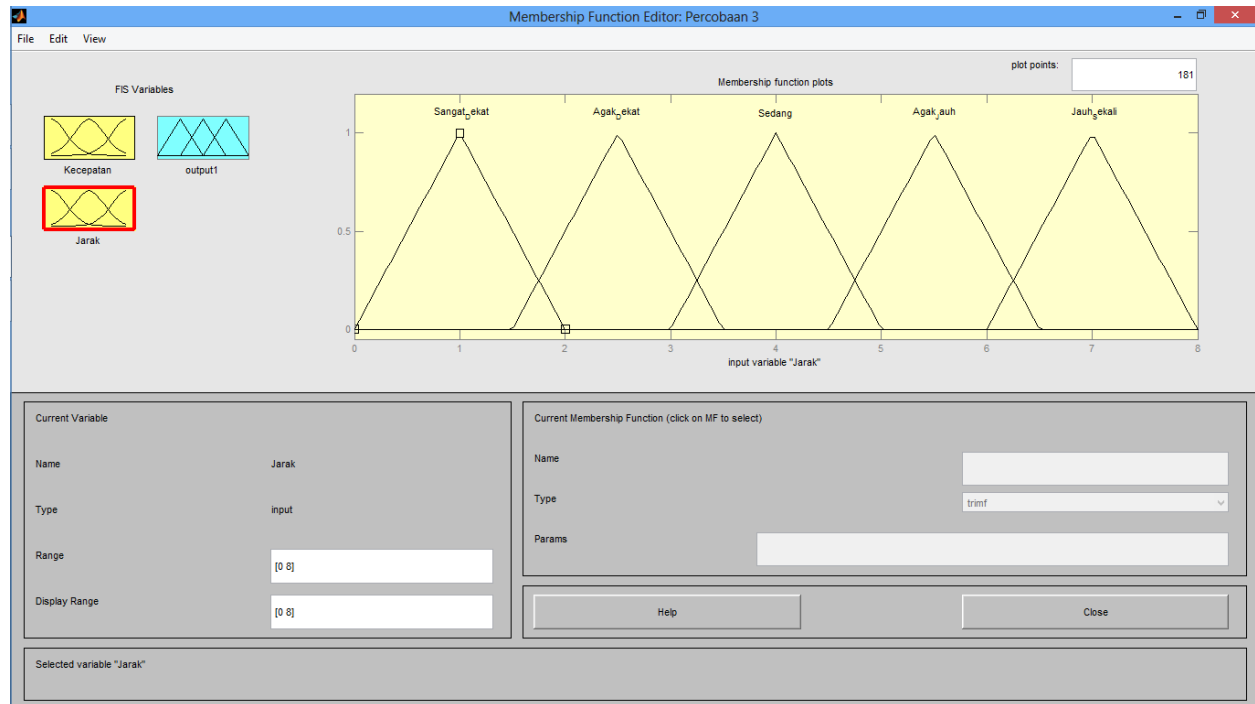 Membership Function Editor: Percobaan 3
File Edit View
FIS Variables
Kecepatan
output1
Jarak
plot points:
181
Membership function plots
Sangat_Dekat Agak_Dekat Sedang Agak_Jauh Jauh_Sekali
1
0.5
0
0 1 2 3 4 5 6 7 8
input variable "Jarak"
Current Variable
Name Jarak
Type input
Range [0 8]
Display Range [0 8]
Current Membership Function (click on MF to select)
Name
Type trimf
Params
Help Close
Selected variable "Jarak"